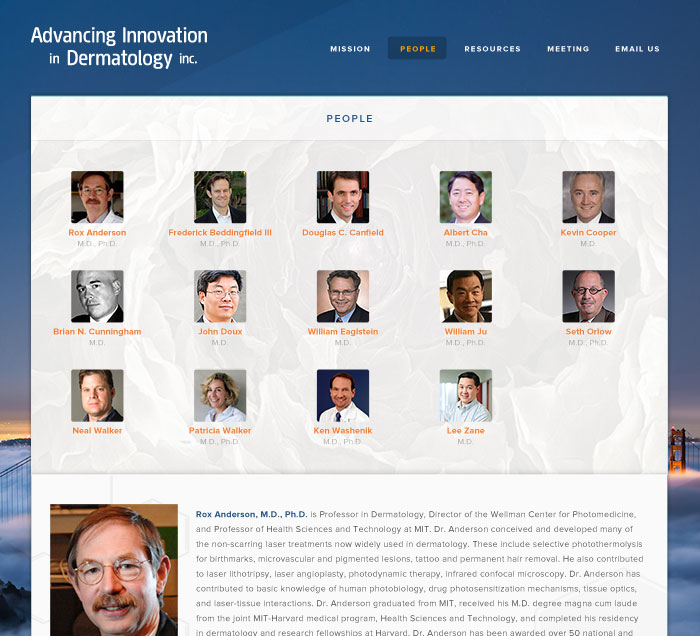 Advancing Innovation
in Dermatology inc.
MISSION PEOPLE RESOURCES MEETING EMAIL US
PEOPLE
Rox Anderson Frederick Beddingfield III Douglas C. Canfield Albert Cha Kevin Cooper
M.D., Ph.D. M.D., Ph.D. M.D., Ph.D. M.D.
Brian N. Cunningham John Doux William Eaglstein William Ju Seth Orlow
M.D. M.D. M.D. M.D., Ph.D. M.D., Ph.D.
Neal Walker Patricia Walker Ken Washenik Lee Zane
M.D., Ph.D. M.D., Ph.D. M.D.
Rox Anderson, M.D., Ph.D. is Professor in Dermatology, Director of the Wellman Center for Photomedicine,
and Professor of Health Sciences and Technology at MIT. Dr. Anderson conceived and developed many of
the non-scarring laser treatments now widely used in dermatology. These include selective photothermolysis
for birthmarks, microvascular and pigmented lesions, tattoo and permanent hair removal. He also contributed
to laser lithotripsy, laser angioplasty, photodynamic therapy, infrared confocal microscopy. Dr. Anderson has
contributed to basic knowledge of human photobiology, drug photosensitization mechanisms, tissue optics,
and laser-tissue interactions. Dr. Anderson graduated from MIT, received his M.D. degree magna cum laude
from the joint MIT-Harvard medical program, Health Sciences and Technology, and completed his residency
in dermatology and research fellowships at Harvard. Dr. Anderson has been awarded over 50 national and